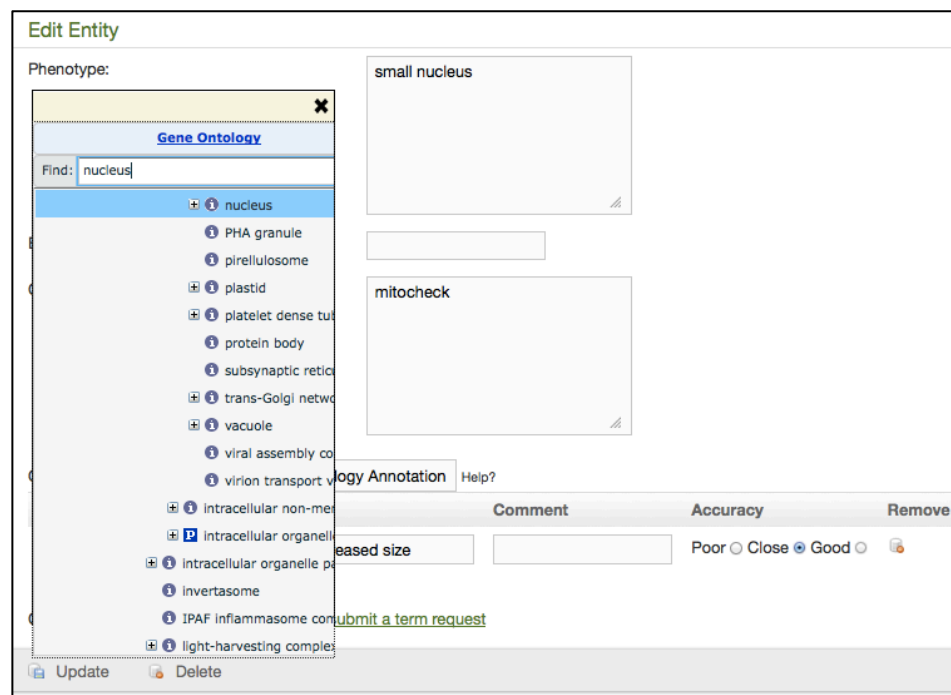 Edit Entity
Phenotype:
small nucleus
Gene Ontology
Find: nucleus
nucleus
PHA granule
pirellulosome
plastid
mitocheck
platelet dense tub
protein body
subsynaptic reticu
trans-Golgi netwo
vacuole
viral assembly co
virion transport v
logy Annotation Help?
intracellular non-mem
Comment Accuracy Remove
P intracellular organelle
eased size
Poor Close Good
intracellular organelle pa
invertasome
IPAF inflammasome com
ubmit a term request
light-harvesting complex
Update Delete